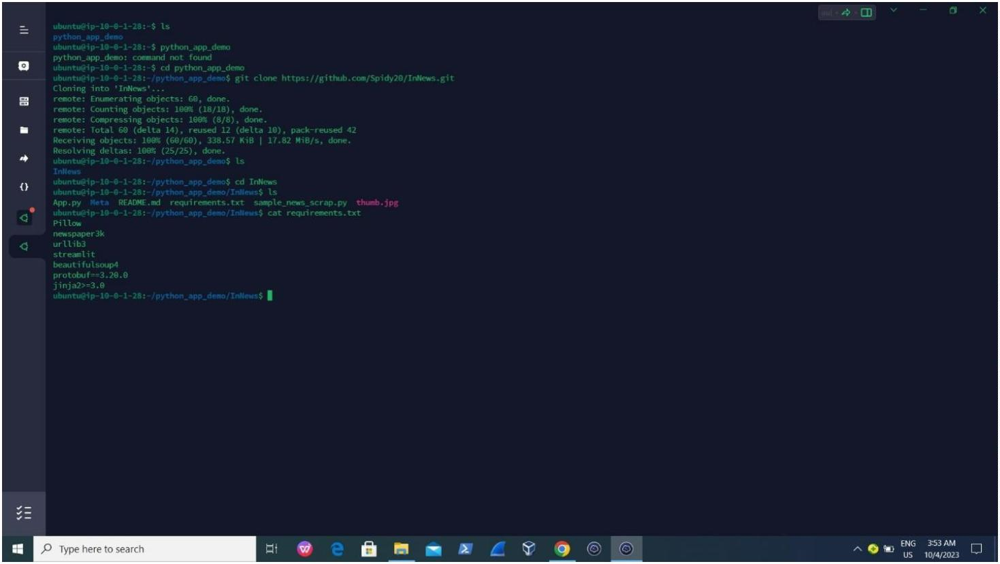 ubuntu@ip-10-0-1-28:~$ ls
python_app_demo
ubuntu@ip-10-0-1-28:~$ python_app_demo
python_app_demo: command not found
ubuntu@ip-10-0-1-28:~$ cd python_app_demo
ubuntu@ip-10-0-1-28:~/python_app_demo$ git clone https://github.com/Spidy20/InNews.git
Cloning into 'InNews'...
remote: Enumerating objects: 60, done.
remote: Counting objects: 100% (18/18), done.
remote: Compressing objects: 100% (8/8), done.
remote: Total 60 (delta 14), reused 12 (delta 10), pack-reused 42
Receiving objects: 100% (60/60), 338.57 KiB | 17.82 MiB/s, done.
Resolving deltas: 100% (25/25), done.
ubuntu@ip-10-0-1-28:~/python_app_demo$ ls
InNews
ubuntu@ip-10-0-1-28:~/python_app_demo$ cd InNews
ubuntu@ip-10-0-1-28:~/python_app_demo/InNews$ ls
App.py Meta README.md requirements.txt sample_news_scrap.py thumb.jpg
ubuntu@ip-10-0-1-28:~/python_app_demo/InNews$ cat requirements.txt
Pillow
newspaper3k
urllib3
streamlit
beautifulsoup4
protobuf==3.20.0
jinja2>=3.0
ubuntu@ip-10-0-1-28:~/python_app_demo/InNews$
Type here to search
ENG 3:53 AM
US 10/4/2023